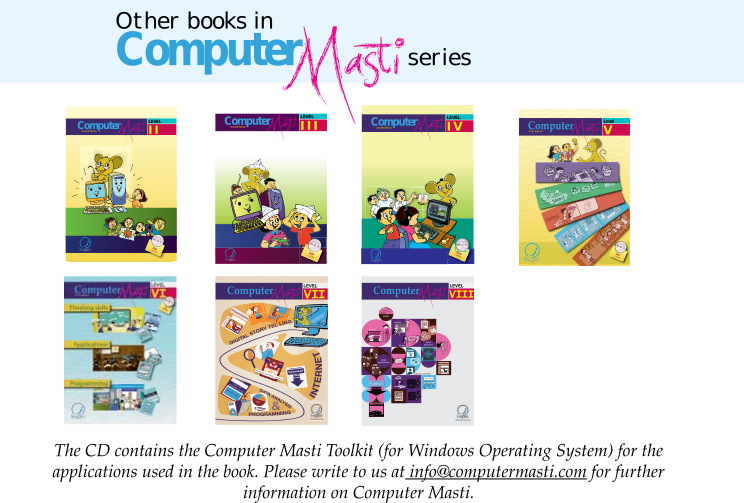 Other books in
Computer Masti series
Computer Masti LEVEL II
Computer Masti LEVEL III
Computer Masti LEVEL IV
Computer Masti Level V
Computer Masti LEVEL VI
Thinking skills
Applications
Programming
Computer Masti LEVEL VII
DIGITAL STORY TELLING
INTERNET
DATA ANALYSIS
&
PROGRAMMING
Computer Masti LEVEL VIII
The CD contains the Computer Masti Toolkit (for Windows Operating System) for the
applications used in the book. Please write to us at info@computermasti.com for further
information on Computer Masti.